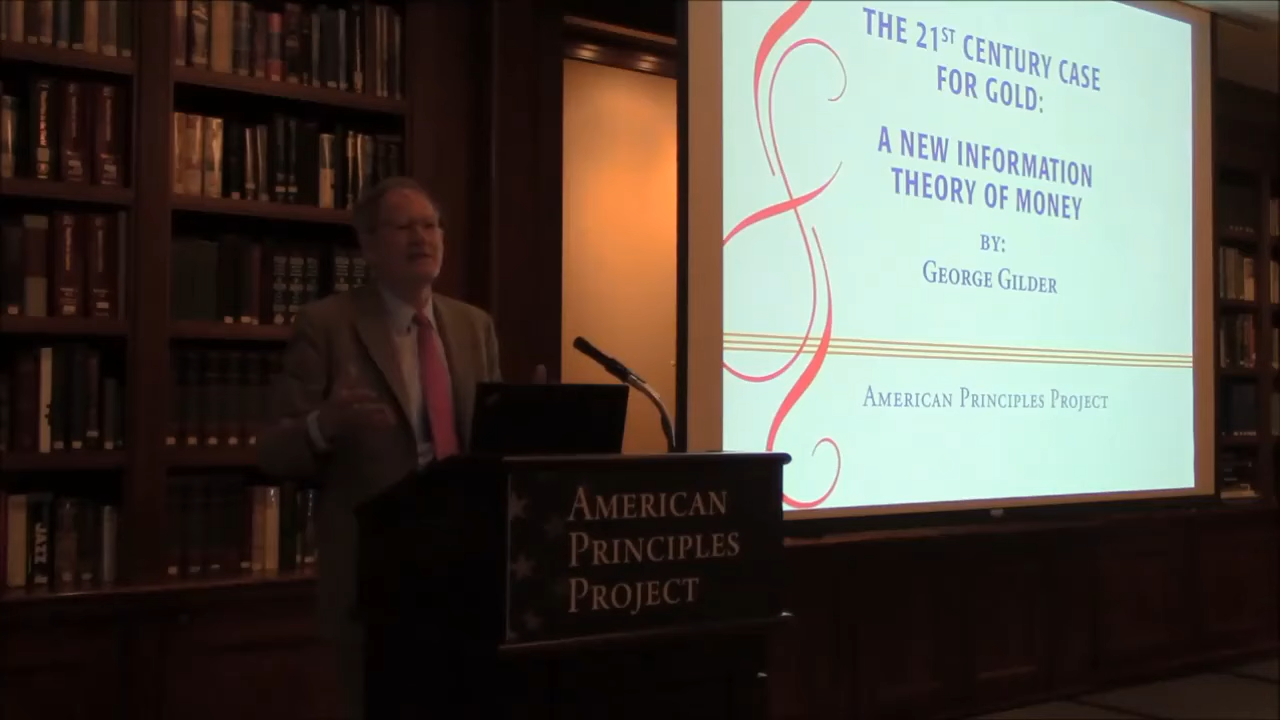 THE 21ST CENTURY CASE
FOR GOLD:
A NEW INFORMATION
THEORY OF MONEY
BY:
GEORGE GILDER
AMERICAN PRINCIPLES PROJECT
AMERICAN
PRINCIPLES
PROJECT
JAZZ